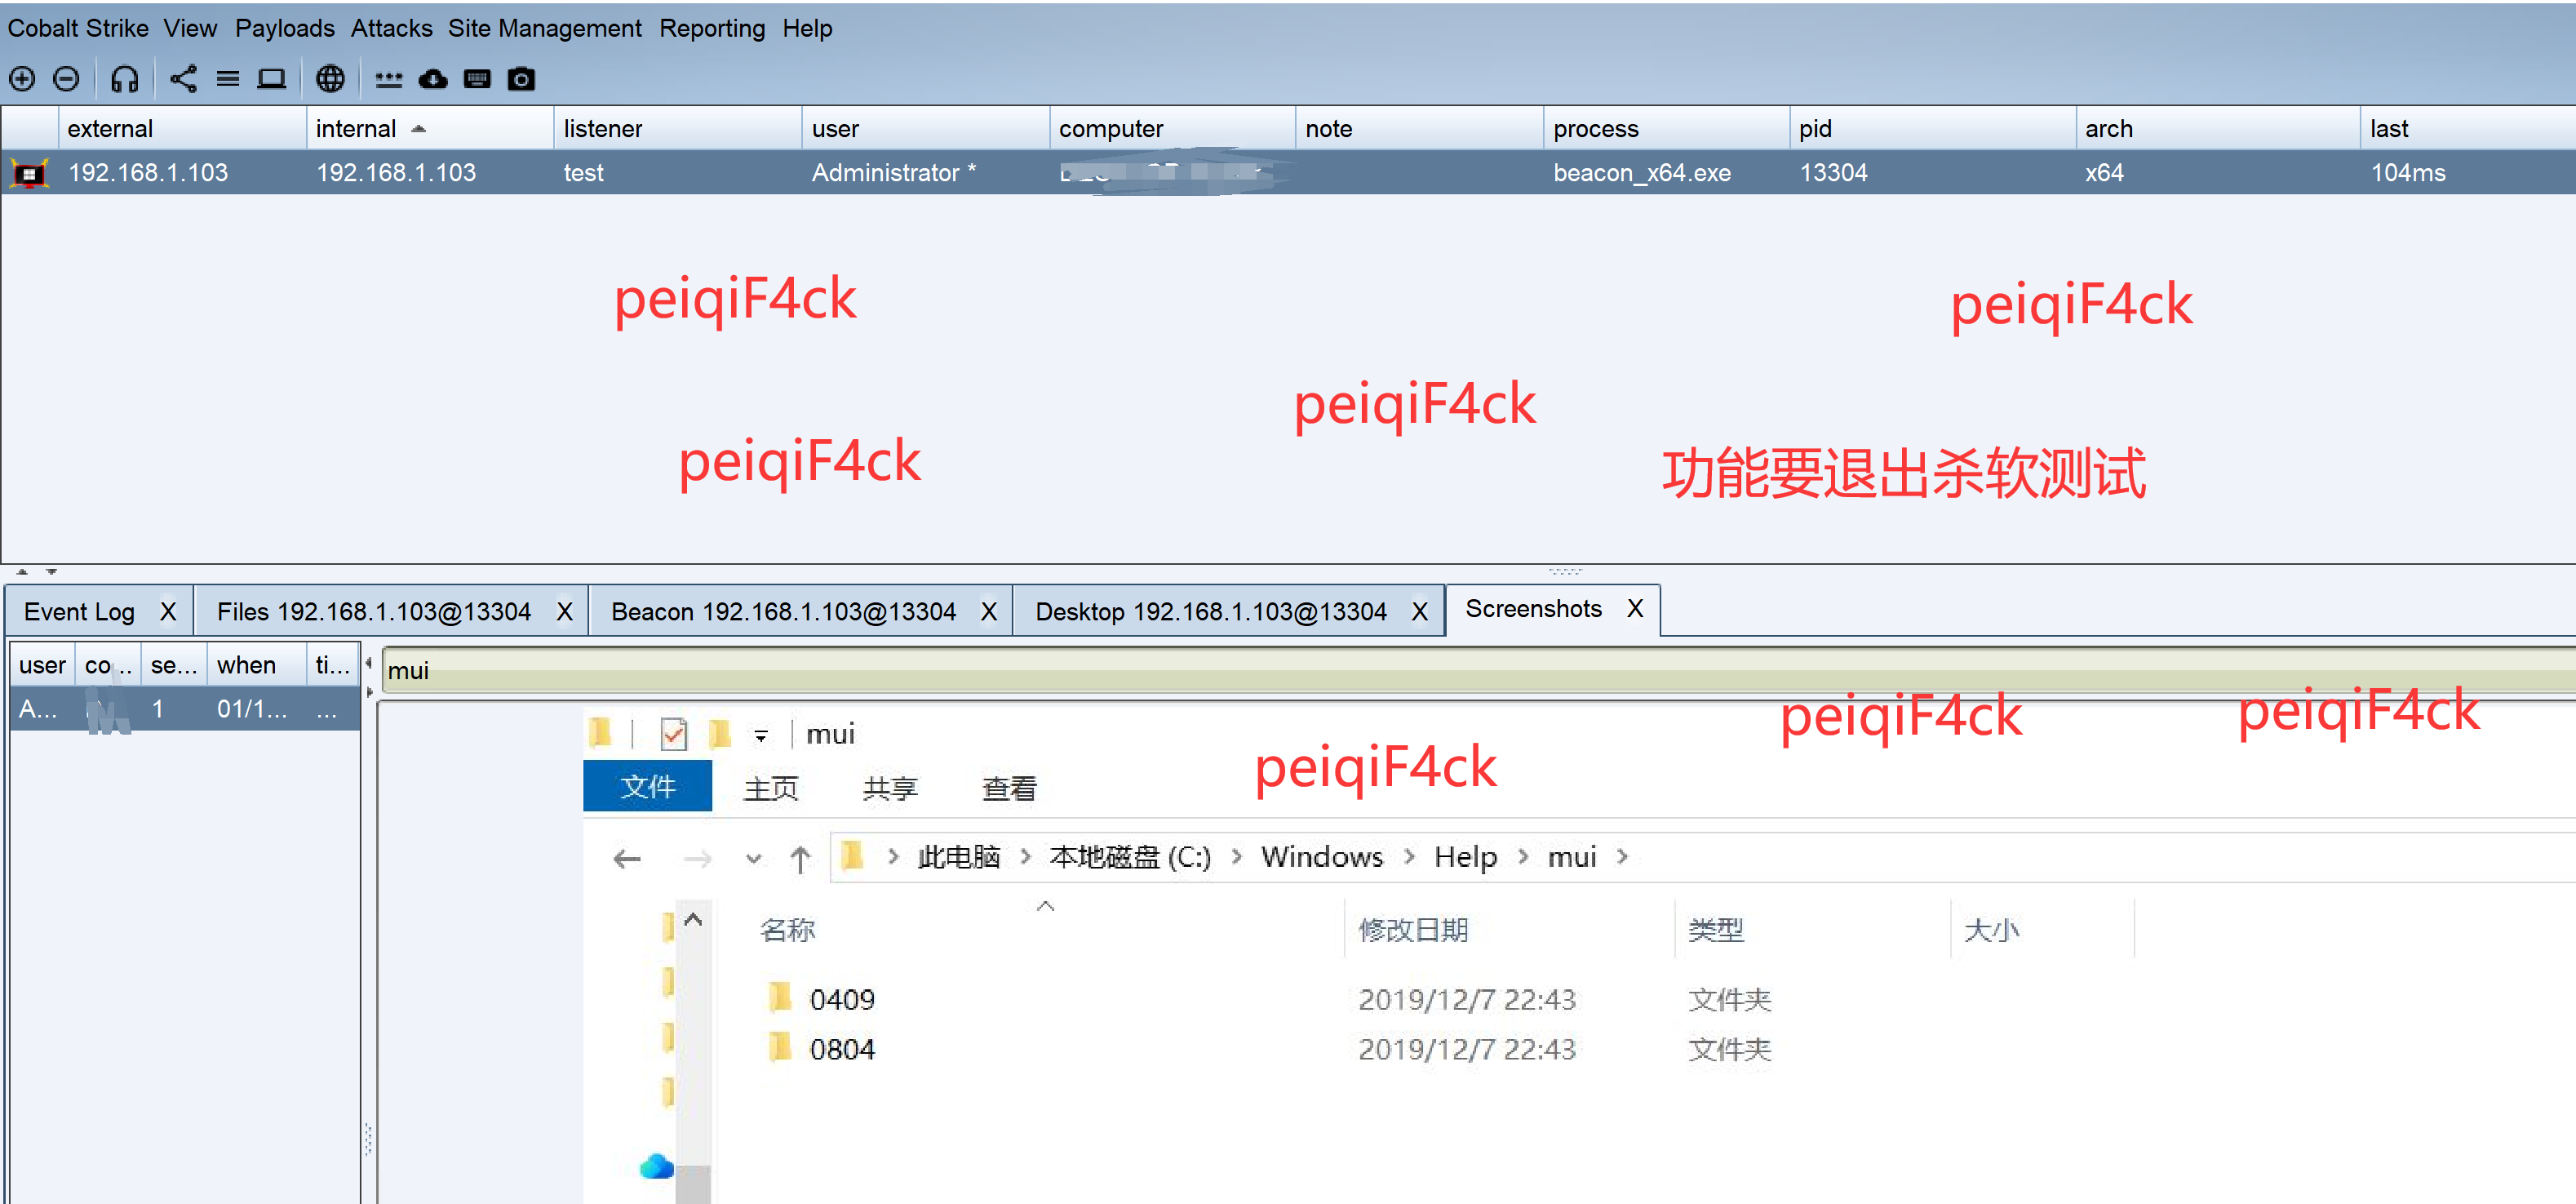 Cobalt Strike View Payloads Attacks Site Management Reporting Help
external internal listener user computer note process pid arch last
192.168.1.103 192.168.1.103 test Administrator * beacon_x64.exe 13304 x64 104ms
peiqiF4ck peiqiF4ck
peiqiF4ck
peiqiF4ck 功能要退出杀软测试
Event Log X Files 192.168.1.103@13304 X Beacon 192.168.1.103@13304 X Desktop 192.168.1.103@13304 X Screenshots X
user co... se... when ti... mui
A... 1 01/1... ... peiqiF4ck peiqiF4ck
mui peiqiF4ck
文件 主页 共享 查看
此电脑 > 本地磁盘 (C:) > Windows > Help > mui >
名称 修改日期 类型 大小
0409 2019/12/7 22:43 文件夹
0804 2019/12/7 22:43 文件夹